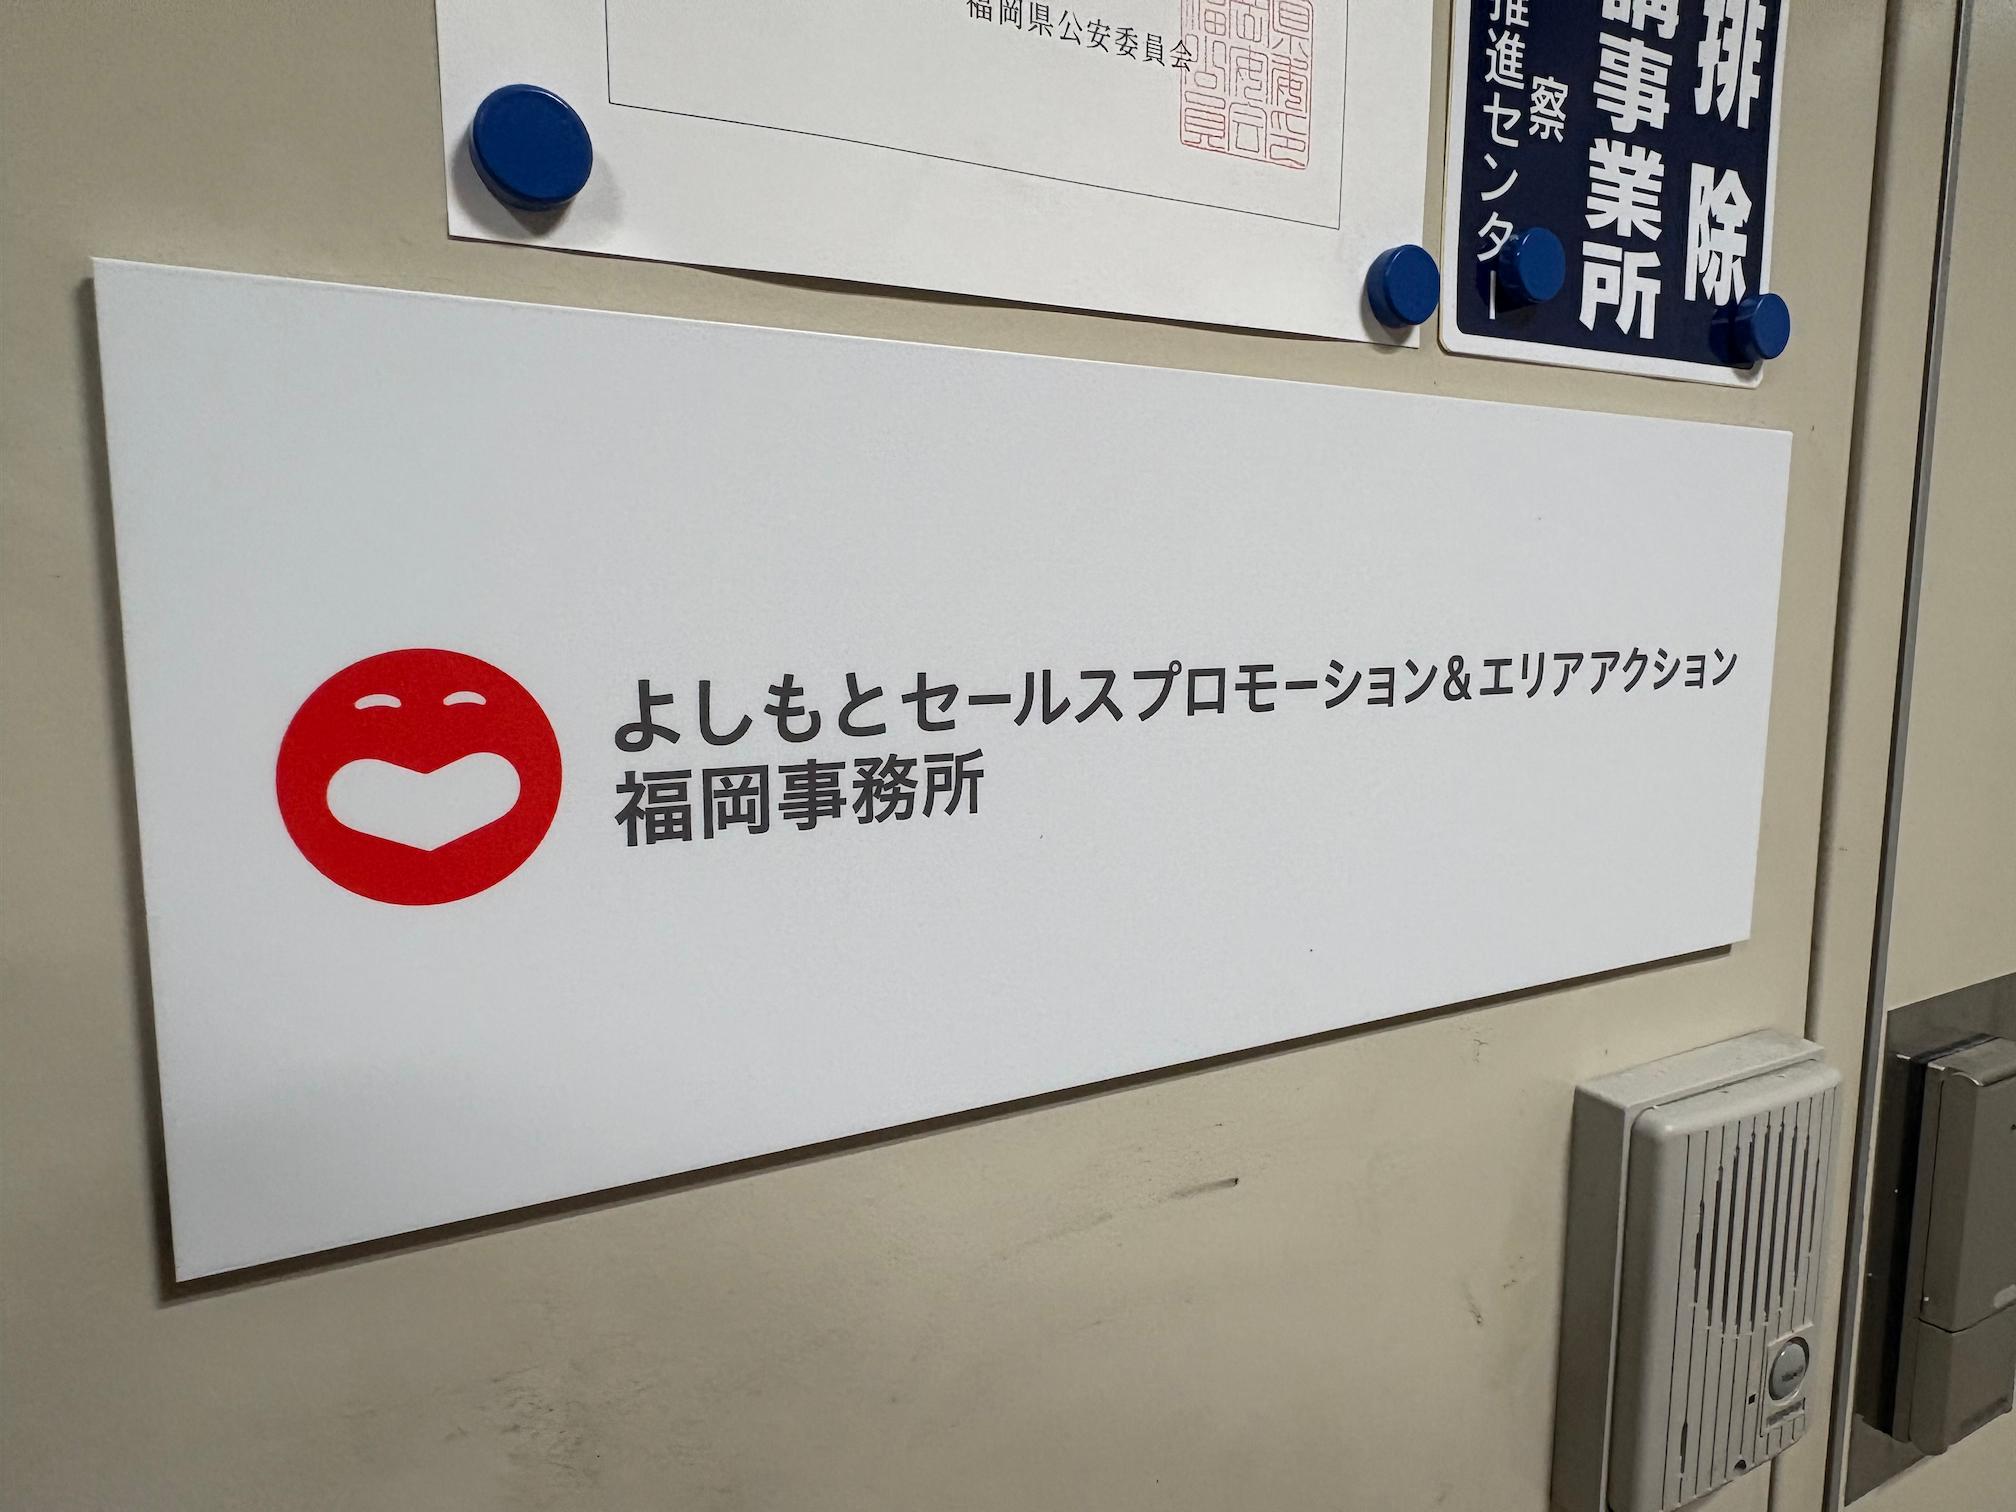 福岡県公安委員会
排除
講事業所
察
推進センター
よしもとセールスプロモーション&エリアアクション
福岡事務所